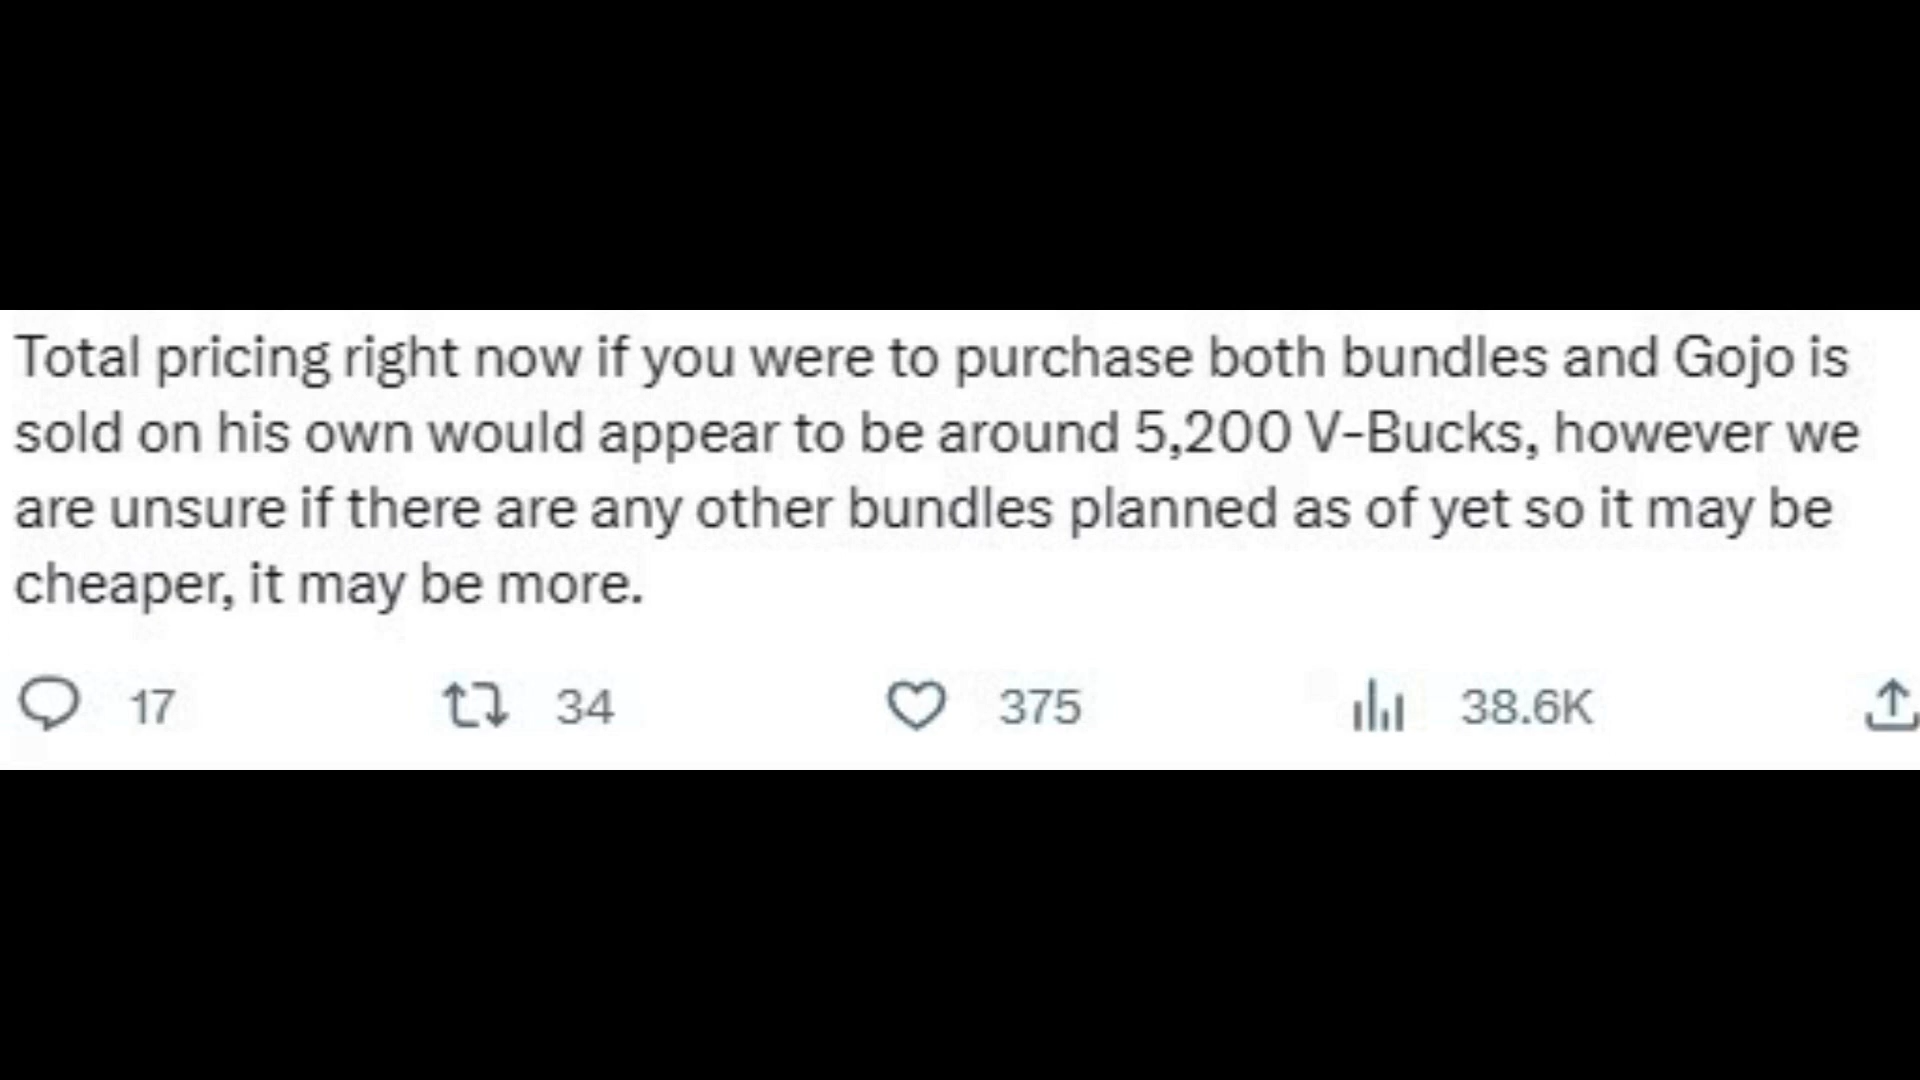 Total pricing right now if you were to purchase both bundles and Gojo is
sold on his own would appear to be around 5,200 V-Bucks, however we
are unsure if there are any other bundles planned as of yet so it may be
cheaper, it may be more.
17 34 375 38.6K